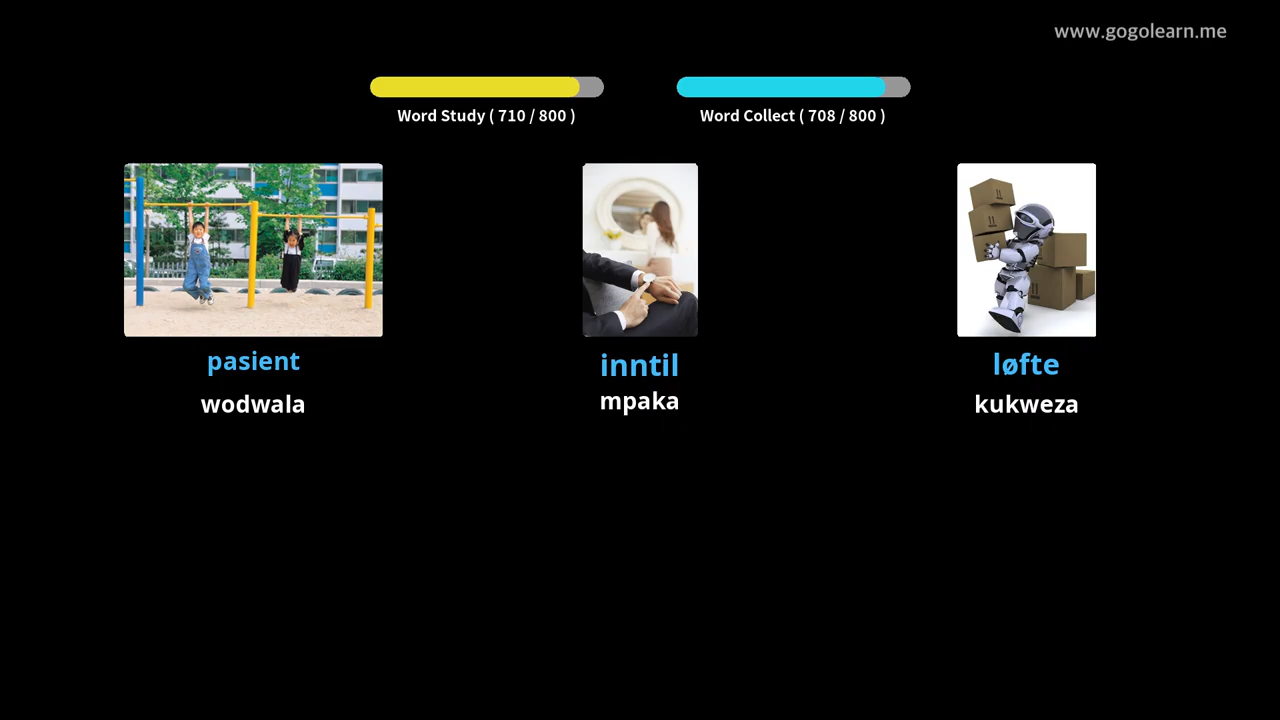 www.gogolearn.me
Word Study ( 710 / 800 )
Word Collect ( 708 / 800 )
pasient
inntil
løfte
wodwala
mpaka
kukweza